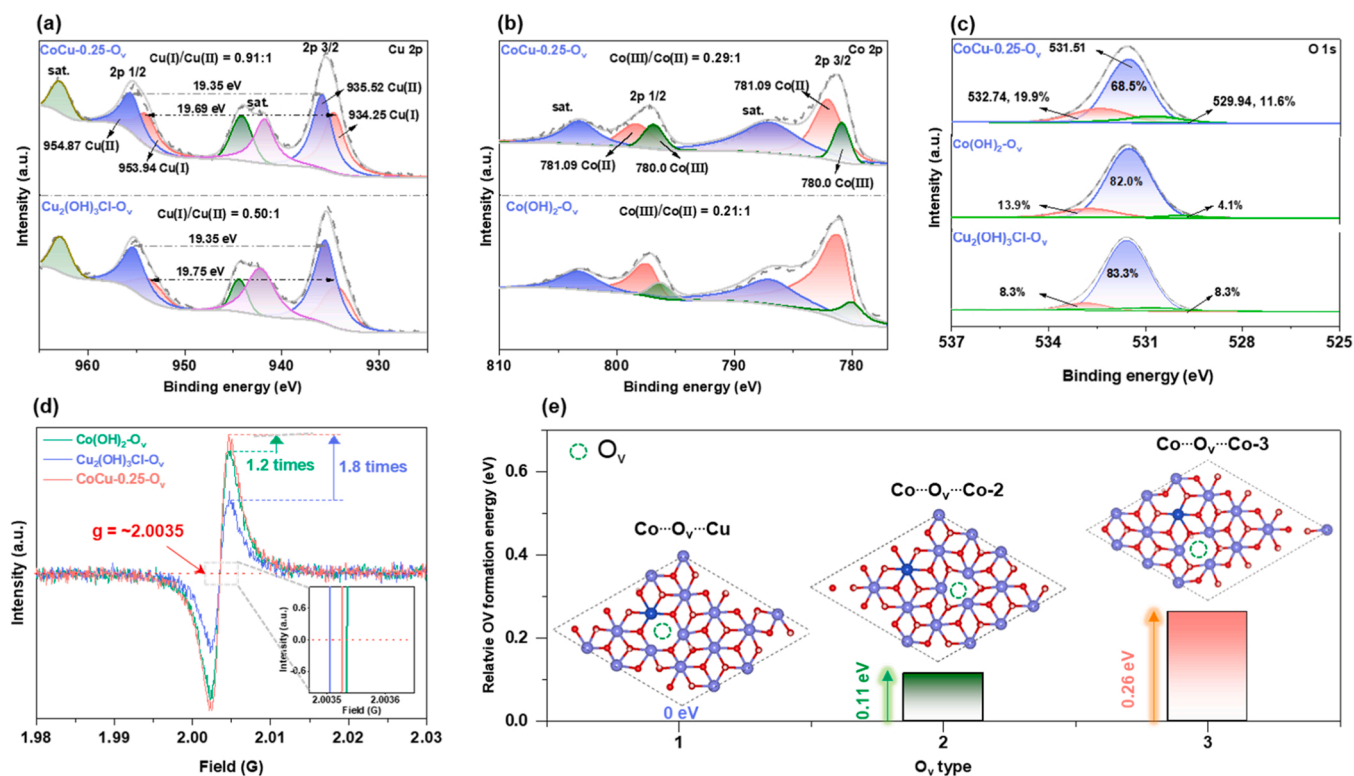 (a)
CoCu-0.25-Oᵥ
Cu(I)/Cu(II) = 0.91:1
2p 3/2
Cu 2p
sat.
2p 1/2
19.35 eV
935.52 Cu(II)
19.69 eV
sat.
934.25 Cu(I)
954.87 Cu(II)
953.94 Cu(I)
Cu₂(OH)₃Cl-Oᵥ
Cu(I)/Cu(II) = 0.50:1
19.35 eV
19.75 eV
Intensity (a.u.)
960
950
940
930
Binding energy (eV)
(b)
CoCu-0.25-Oᵥ
Co(III)/Co(II) = 0.29:1
Co 2p
2p 3/2
781.09 Co(II)
sat.
2p 1/2
sat.
781.09 Co(II)
780.0 Co(III)
780.0 Co(III)
Co(OH)₂-Oᵥ
Co(III)/Co(II) = 0.21:1
Intensity (a.u.)
810
800
790
780
Binding energy (eV)
(c)
CoCu-0.25-Oᵥ
531.51
O 1s
532.74, 19.9%
68.5%
529.94, 11.6%
Co(OH)₂-Oᵥ
82.0%
13.9%
4.1%
Cu₂(OH)₃Cl-Oᵥ
83.3%
8.3%
8.3%
Intensity (a.u.)
537
534
531
528
525
Binding energy (eV)
(d)
Co(OH)₂-Oᵥ
Cu₂(OH)₃Cl-Oᵥ
CoCu-0.25-Oᵥ
1.2 times
1.8 times
g = ~2.0035
Intensity (a.u.)
Intensity (a.u.)
0.6
0.0
-0.6
2.0035
2.0036
Field (G)
1.98
1.99
2.00
2.01
2.02
2.03
Field (G)
(e)
Oᵥ
Co···Oᵥ···Cu
Co···Oᵥ···Co-2
Co···Oᵥ···Co-3
0 eV
0.11 eV
0.26 eV
Relatvie OV formation energy (eV)
0.6
0.4
0.2
0.0
1
2
3
Oᵥ type